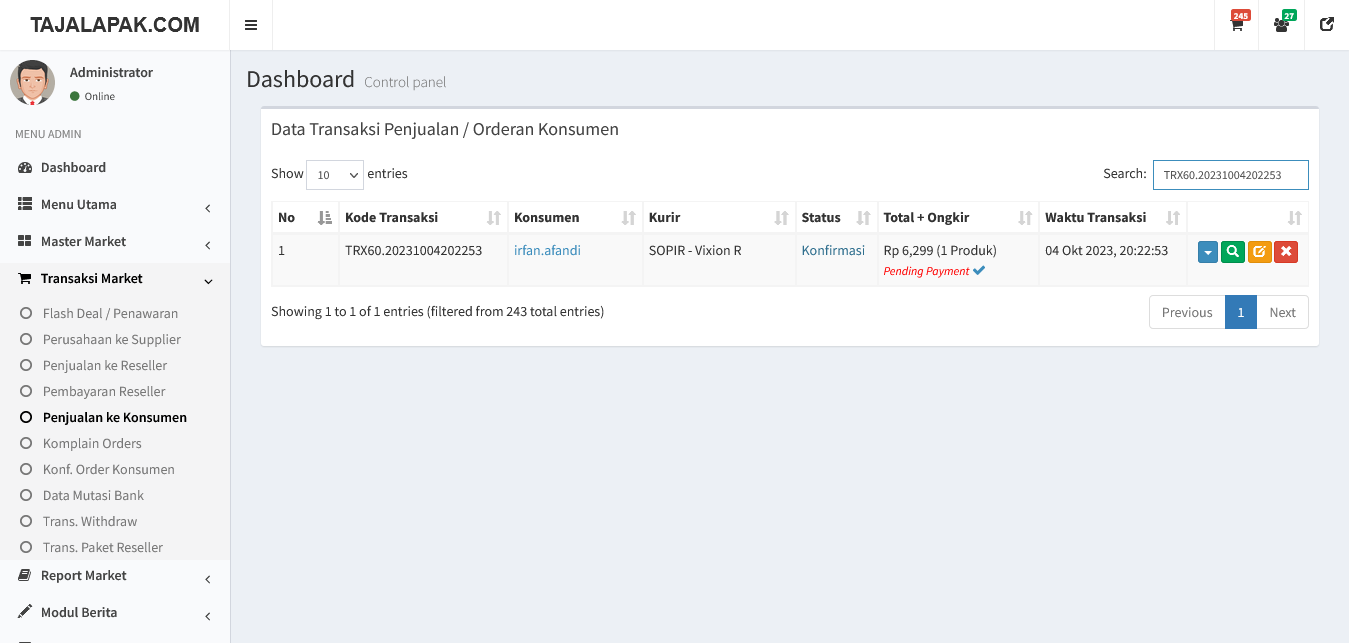 TAJALAPAK.COM
245
27
Administrator
Online
MENU ADMIN
Dashboard
Menu Utama
Master Market
Transaksi Market
Flash Deal / Penawaran
Perusahaan ke Supplier
Penjualan ke Reseller
Pembayaran Reseller
Penjualan ke Konsumen
Komplain Orders
Konf. Order Konsumen
Data Mutasi Bank
Trans. Withdraw
Trans. Paket Reseller
Report Market
Modul Berita
Dashboard Control panel
Data Transaksi Penjualan / Orderan Konsumen
Show 10 entries Search: TRX60.20231004202253
No Kode Transaksi Konsumen Kurir Status Total + Ongkir Waktu Transaksi
1 TRX60.20231004202253 irfan.afandi SOPIR - Vixion R Konfirmasi Rp 6,299 (1 Produk) 04 Okt 2023, 20:22:53
Pending Payment
Showing 1 to 1 of 1 entries (filtered from 243 total entries) Previous 1 Next